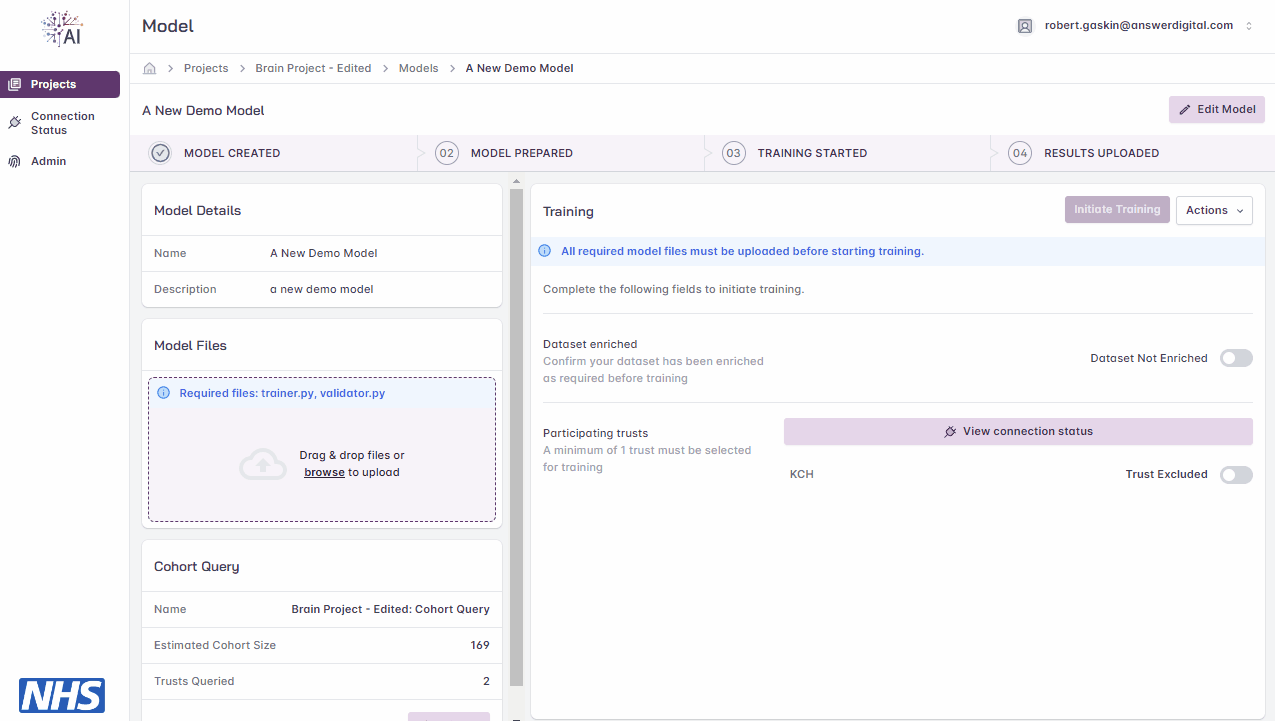 AI
Model
robert.gaskin@answerdigital.com
Projects
Connection
Status
Admin
Projects
Brain Project - Edited
Models
A New Demo Model
A New Demo Model
Edit Model
MODEL CREATED
02 MODEL PREPARED
03 TRAINING STARTED
04 RESULTS UPLOADED
Model Details
Name A New Demo Model
Description a new demo model
Model Files
Required files: trainer.py, validator.py
Drag & drop files or
browse to upload
Cohort Query
Name Brain Project - Edited: Cohort Query
Estimated Cohort Size 169
Trusts Queried 2
Training
Initiate Training
Actions
All required model files must be uploaded before starting training.
Complete the following fields to initiate training.
Dataset enriched
Confirm your dataset has been enriched
as required before training
Dataset Not Enriched
Participating trusts
A minimum of 1 trust must be selected
for training
View connection status
KCH Trust Excluded
NHS